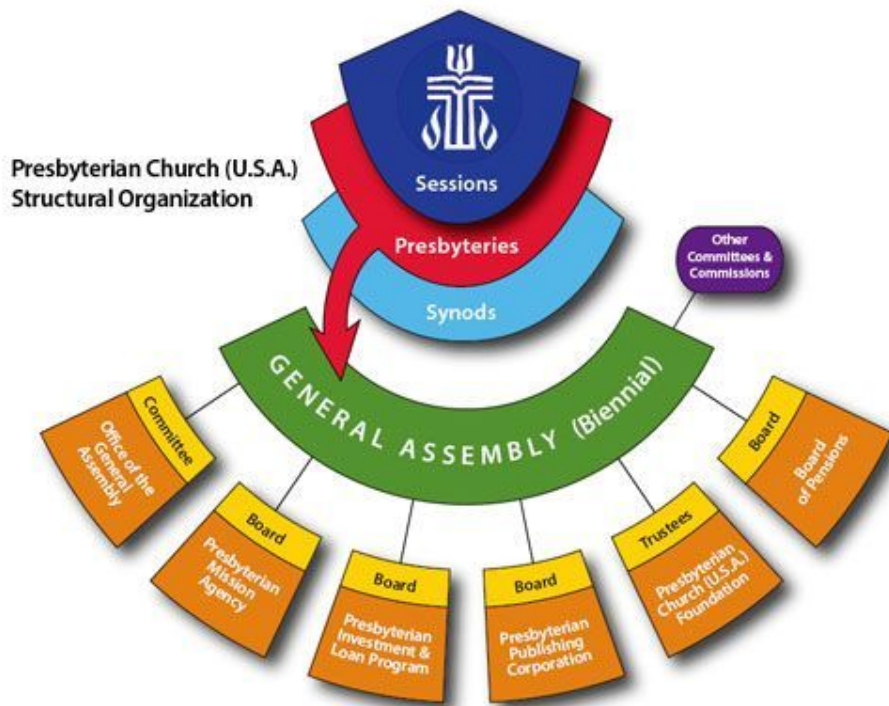 Presbyterian Church (U.S.A.)
Structural Organization
Sessions
Presbyteries
Synods
Other
Committees &
Commissions
GENERAL ASSEMBLY (Biennial)
Committee
Office of the
General
Assembly
Board
Presbyterian
Mission
Agency
Board
Presbyterian
Investment &
Loan Program
Board
Presbyterian
Publishing
Corporation
Trustees
Presbyterian
Church (U.S.A.)
Foundation
Board
Board
of Pensions